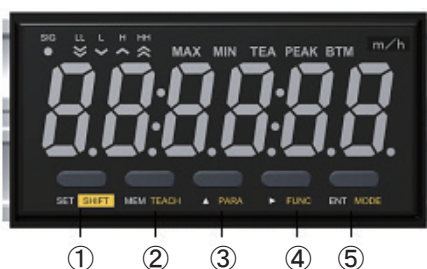 SIG LL L H HH
MAX MIN TEA PEAK BTM m/h
88:88:88
SET SHIFT MEM TEACH ▲ PARA ► FUNC ENT MODE
① ② ③ ④ ⑤